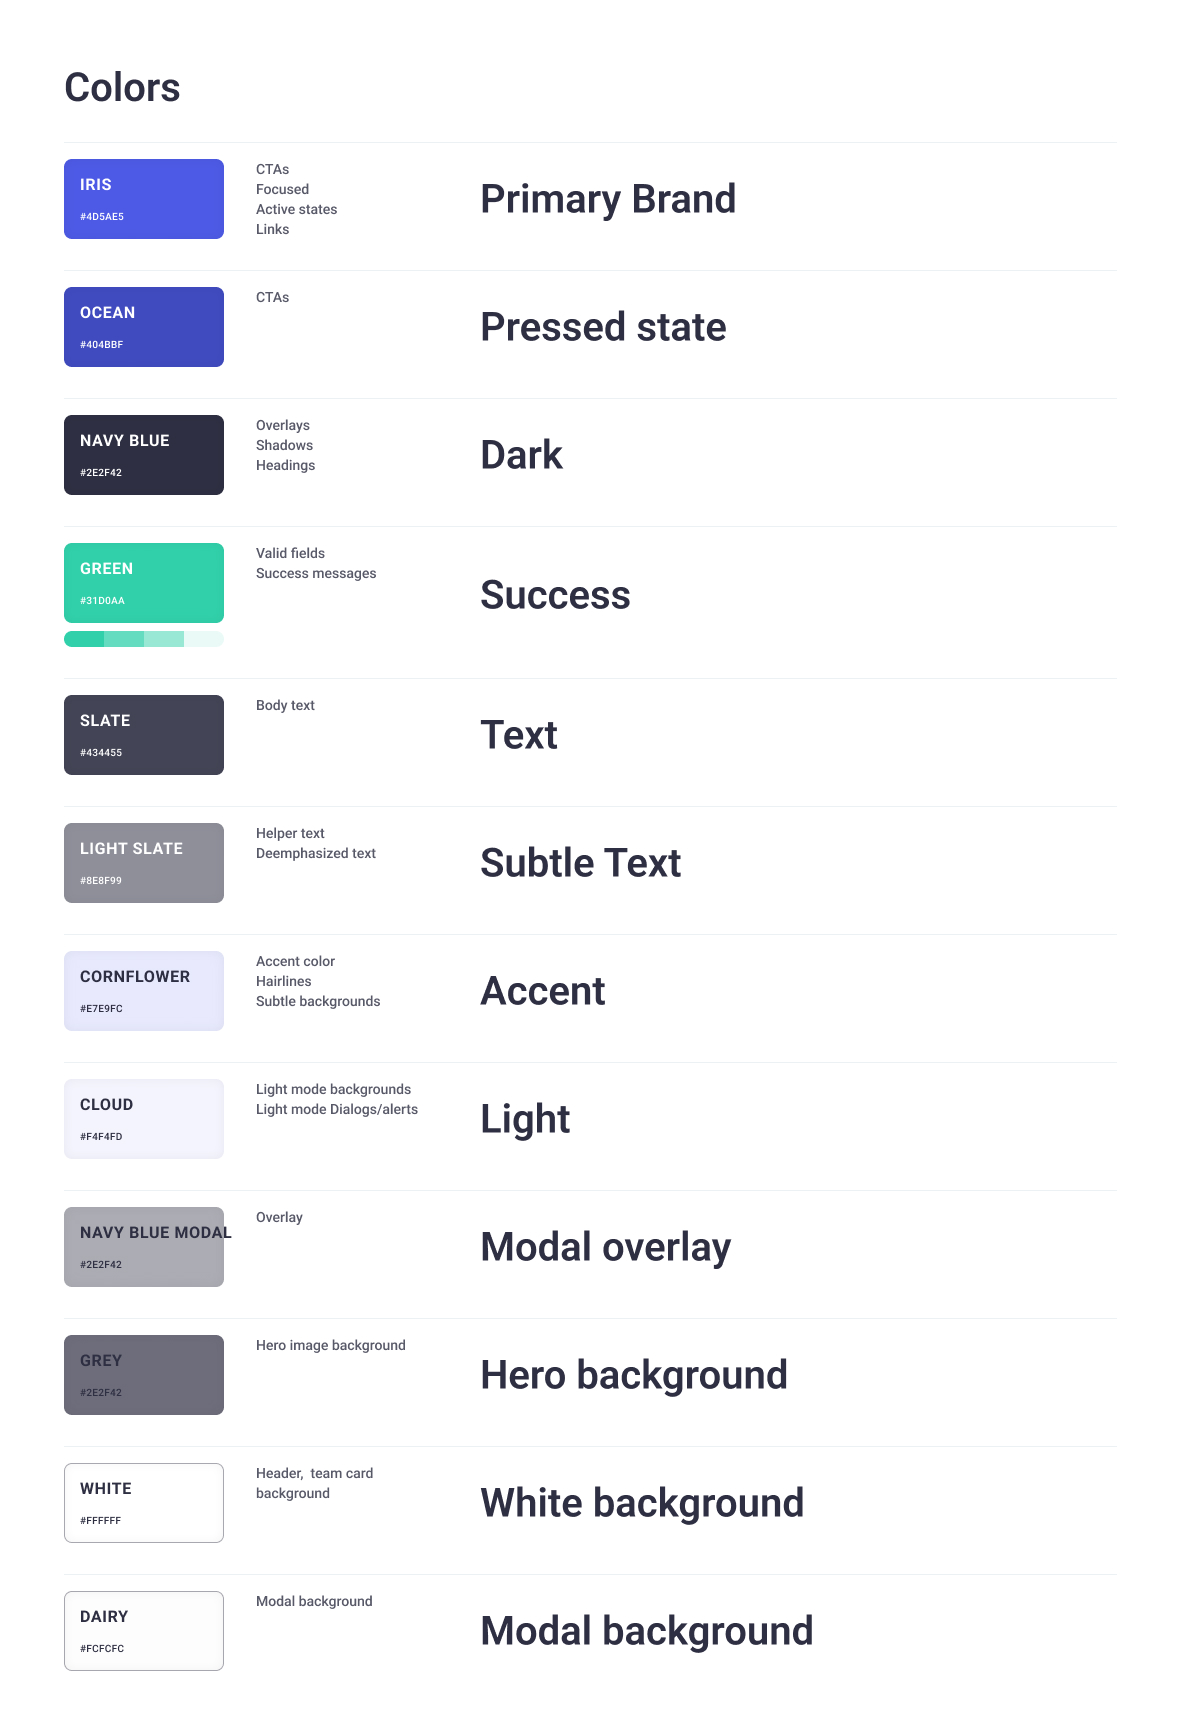 Colors
IRIS
#4D5AE5
CTAs
Focused
Active states
Links
Primary Brand
OCEAN
#404BBF
CTAs
Pressed state
NAVY BLUE
#2E2F42
Overlays
Shadows
Headings
Dark
GREEN
#31D0AA
Valid fields
Success messages
Success
SLATE
#434455
Body text
Text
LIGHT SLATE
#8E8F99
Helper text
Deemphasized text
Subtle Text
CORNFLOWER
#E7E9FC
Accent color
Hairlines
Subtle backgrounds
Accent
CLOUD
#F4F4FD
Light mode backgrounds
Light mode Dialogs/alerts
Light
NAVY BLUE MODAL
#2E2F42
Overlay
Modal overlay
GREY
#2E2F42
Hero image background
Hero background
WHITE
#FFFFFF
Header,  team card
background
White background
DAIRY
#FCFCFC
Modal background
Modal background